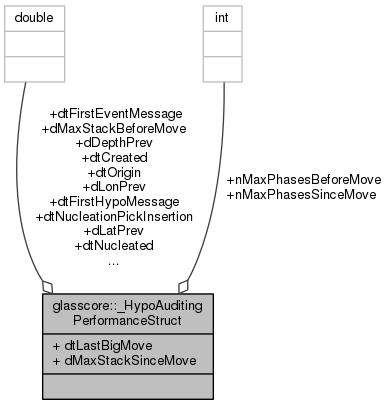 double
int
+dtFirstEventMessage
+dMaxStackBeforeMove
+dDepthPrev
+dtCreated
+dtOrigin
+dLonPrev
+dtFirstHypoMessage
+dtNucleationPickInsertion
+dLatPrev
+dtNucleated
...
+nMaxPhasesBeforeMove
+nMaxPhasesSinceMove
glasscore::_HypoAuditing
PerformanceStruct
+ dtLastBigMove
+ dMaxStackSinceMove